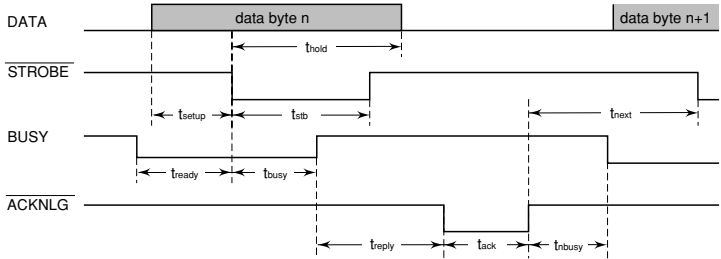 DATA data byte n data byte n+1
thold
STROBE
tsetup tstb tnext
BUSY
tready tbusy
ACKNLG
treply tack tnbusy